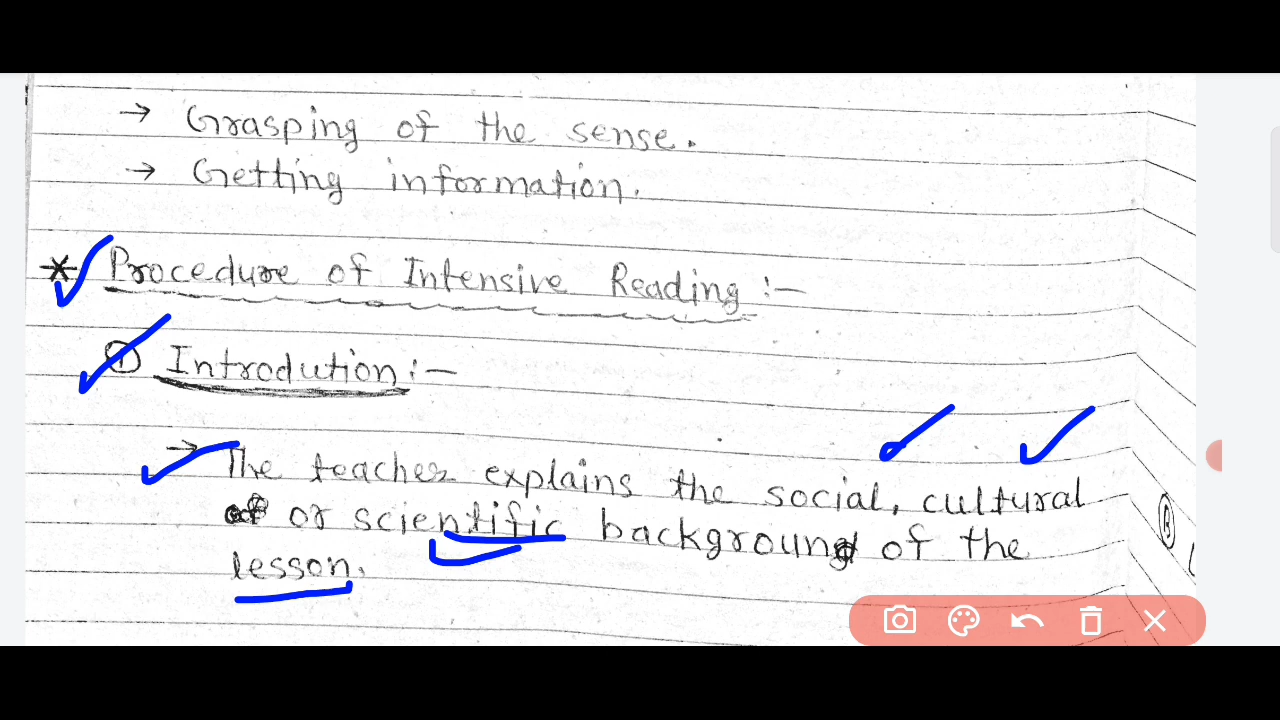 → Grasping of the sense.
→ Getting information.
* Procedure of Intensive Reading :-
① Introdution :-
→ The teacher explains the social, cultural
or scientific background of the
lesson.